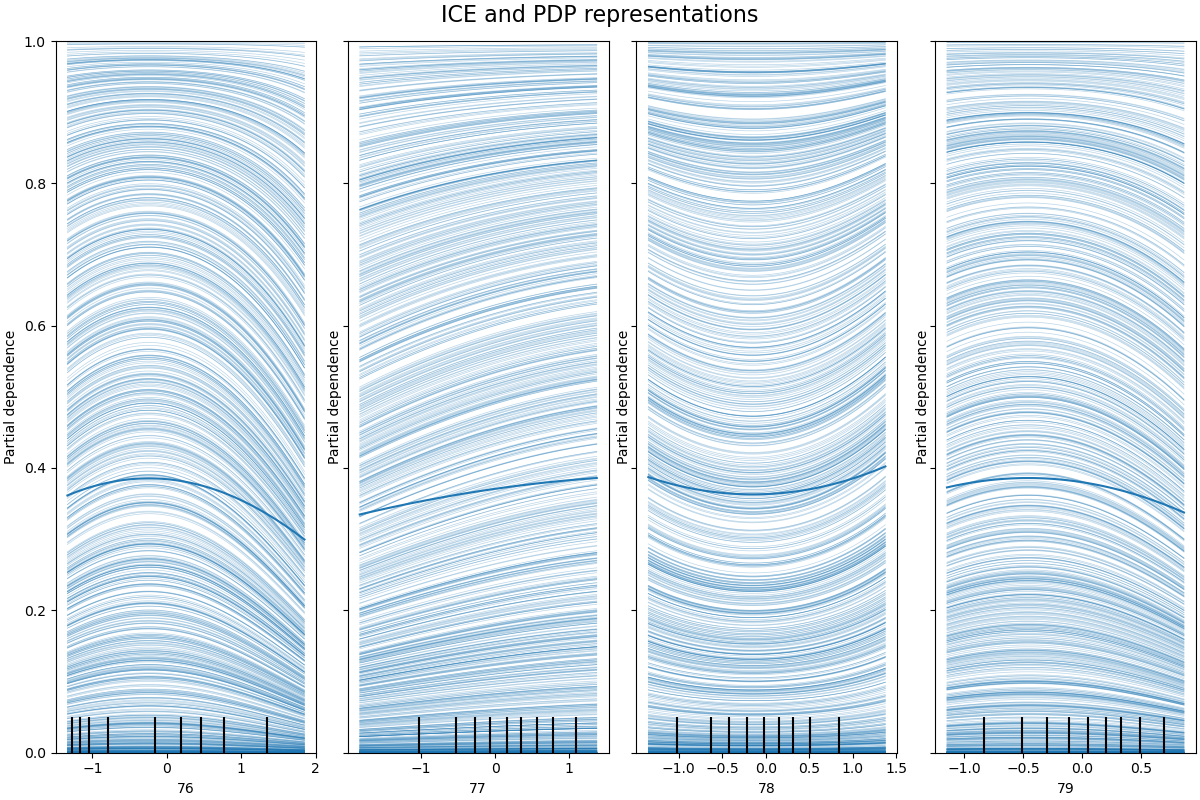 ICE and PDP representations
Partial dependence
1.0
0.8
0.6
0.4
0.2
0.0
−1 0 1 2
76
Partial dependence
−1 0 1
77
Partial dependence
−1.0 −0.5 0.0 0.5 1.0 1.5
78
Partial dependence
−1.0 −0.5 0.0 0.5
79